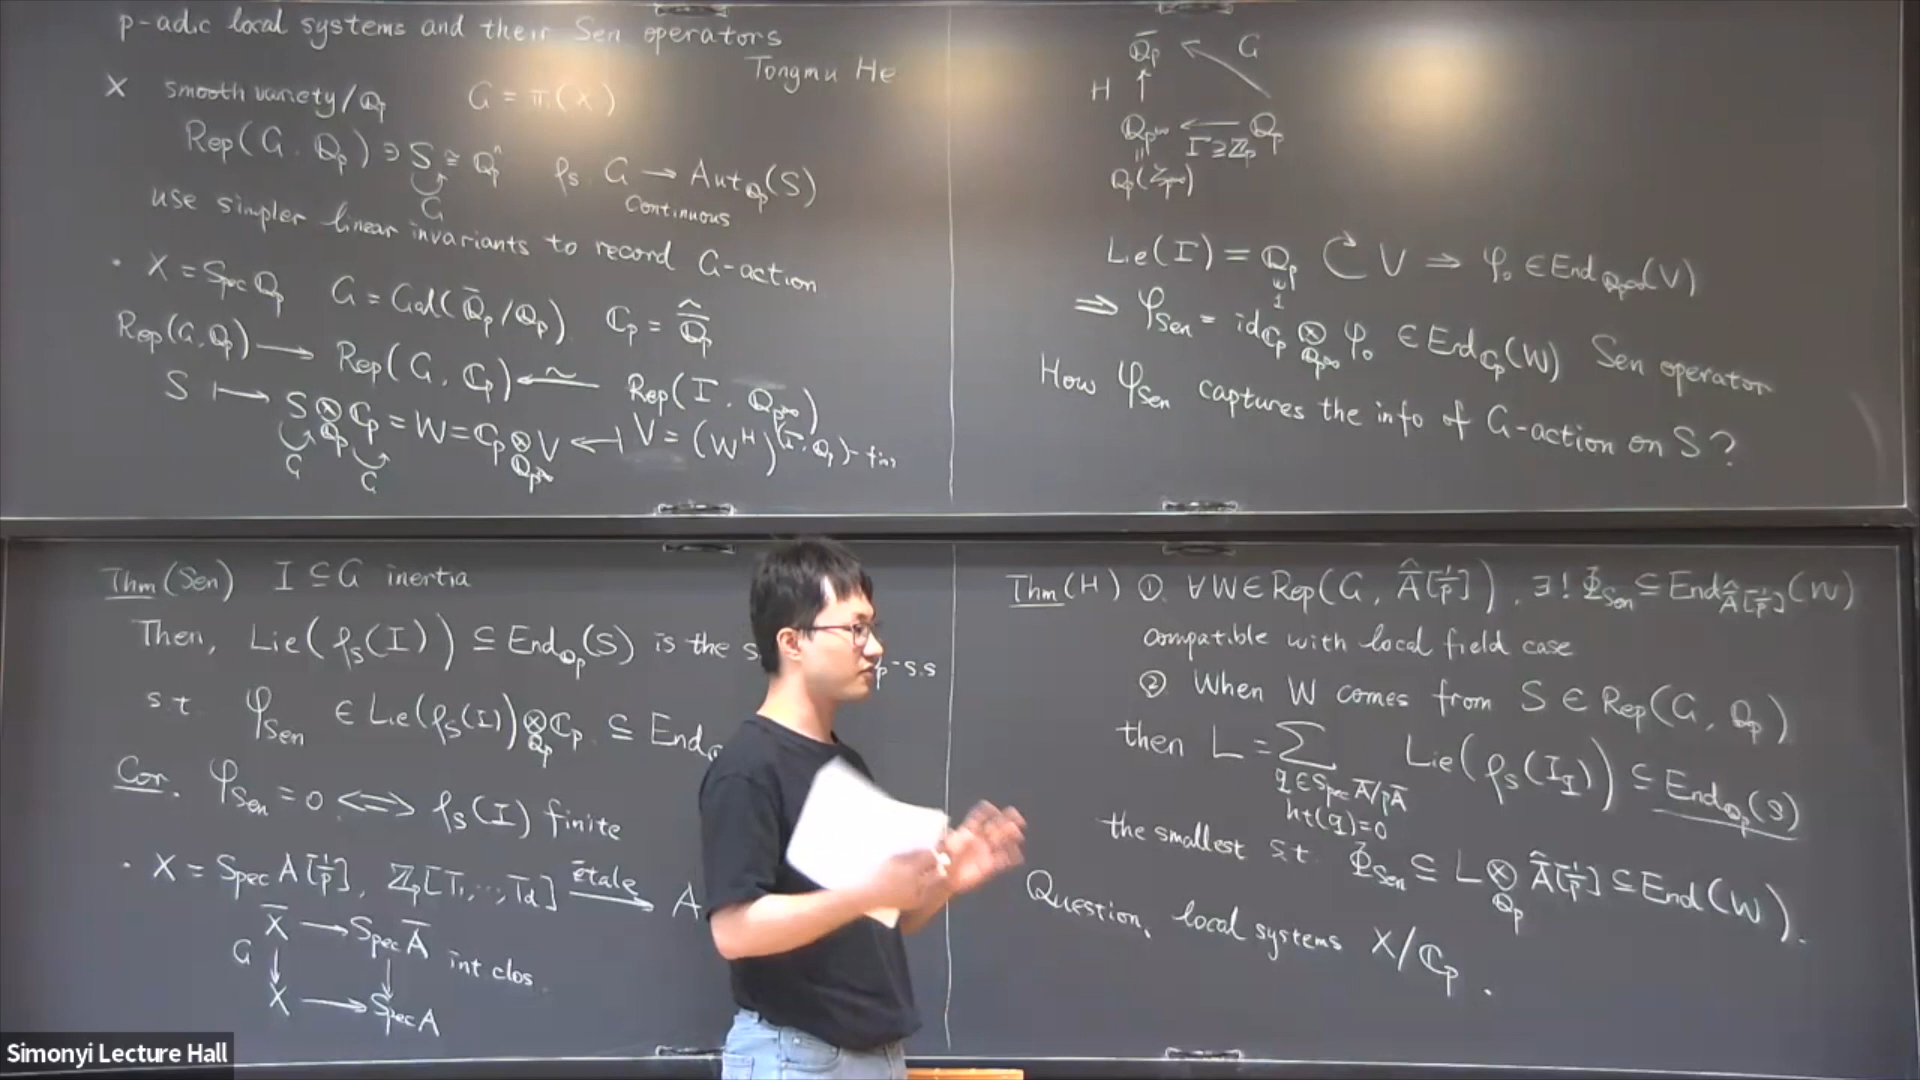 p-adic local systems and their Sen operators
Tongmu He
X smooth variety/ℚp G = π₁(X)
Rep(G, ℚp) ∋ S ≅ ℚpⁿ ρs: G → Autℚp(S)
G continuous
use simpler linear invariants to record G-action
• X = Spec ℚp G = Gal(ℚ̄p/ℚp) ℂp = \hat{ℚ̄p}
Rep(G, ℚp) → Rep(G, ℂp) ←~ Rep(Γ, ℚp∞)
S ↦ S ⊗ℚp ℂp = W = ℂp ⊗ℚp∞ V ↤ V = (W^H)^{(Γ, ℚp)-fin}
G G
ℚ̄p G
H ↑
ℚp∞ ← ℚp
Γ ≅ ℤp
॥
ℚp(ζp∞)
Lie(Γ) = ℚp ↻ V ⇒ φ₀ ∈ Endℚp∞(V)
1
⇒ φSen = idℂp ⊗ℚp∞ φ₀ ∈ Endℂp(W) Sen operator
How φSen captures the info of G-action on S?
Thm (Sen) I ⊆ G inertia
Then, Lie(ρs(I)) ⊆ Endℚp(S) is the s
p-s.s
s.t. φSen ∈ Lie(ρs(I)) ⊗ℚp ℂp ⊆ End
Cor. φSen = 0 ⟺ ρs(I) finite
• X = Spec A[1/p], ℤp[T₁, …, Td] étale → A
X̄ → Spec Ā int clos.
G ↓ ↓
X → Spec A
Thm (H) ① ∀W ∈ Rep(G, \hat{Ā}[1/p]), ∃! ΦSen ⊆ End_{\hat{Ā}[1/p]}(W)
compatible with local field case
② When W comes from S ∈ Rep(G, ℚp)
then L = Σ Lie(ρs(I𝔮)) ⊆ Endℚp(S)
𝔮 ∈ Spec Ā/pĀ
ht(𝔮)=0
the smallest s.t. ΦSen ⊆ L ⊗ℚp \hat{Ā}[1/p] ⊆ End(W).
Question, local systems X/ℂp.
Simonyi Lecture Hall